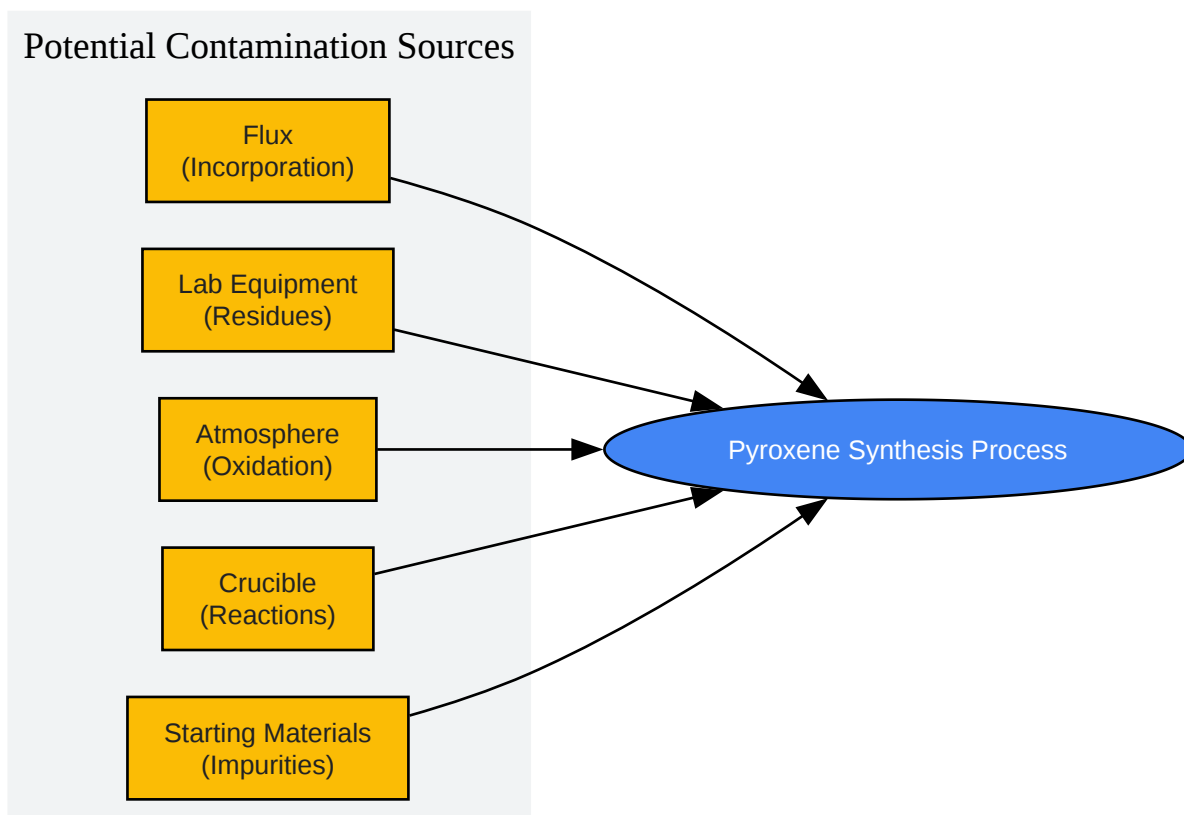 Potential Contamination Sources
Flux
(Incorporation)
Lab Equipment
(Residues)
Atmosphere
(Oxidation)
Pyroxene Synthesis Process
Crucible
(Reactions)
Starting Materials
(Impurities)